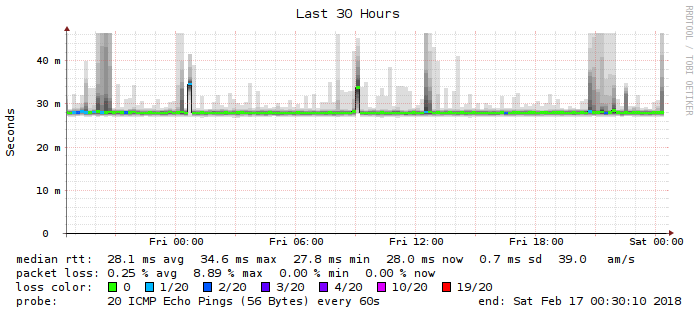 Last 30 Hours
RRDTOOL / TOBI OETIKER
Seconds
40 m
30 m
20 m
10 m
0
Fri 00:00 Fri 06:00 Fri 12:00 Fri 18:00 Sat 00:00
median rtt: 28.1 ms avg 34.6 ms max 27.8 ms min 28.0 ms now 0.7 ms sd 39.0 am/s
packet loss: 0.25 % avg 8.89 % max 0.00 % min 0.00 % now
loss color: 0 1/20 2/20 3/20 4/20 10/20 19/20
probe: 20 ICMP Echo Pings (56 Bytes) every 60s end: Sat Feb 17 00:30:10 2018